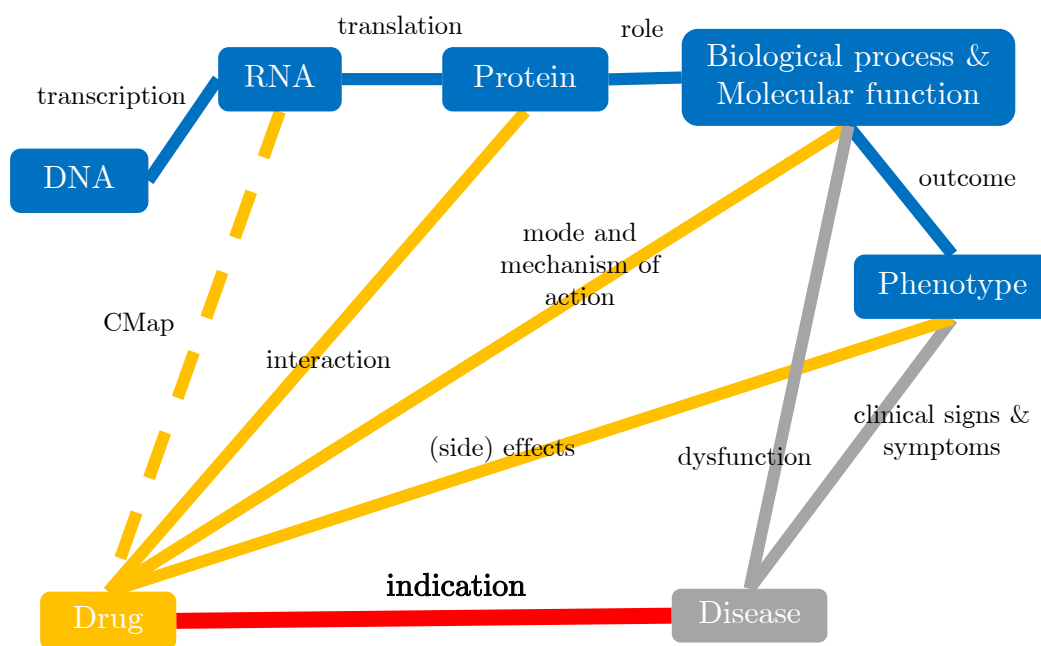 translation
role
RNA
Protein
Biological process &
Molecular function
transcription
DNA
outcome
mode and
mechanism of
action
Phenotype
CMap
interaction
clinical signs &
symptoms
(side) effects
dysfunction
indication
Drug
Disease